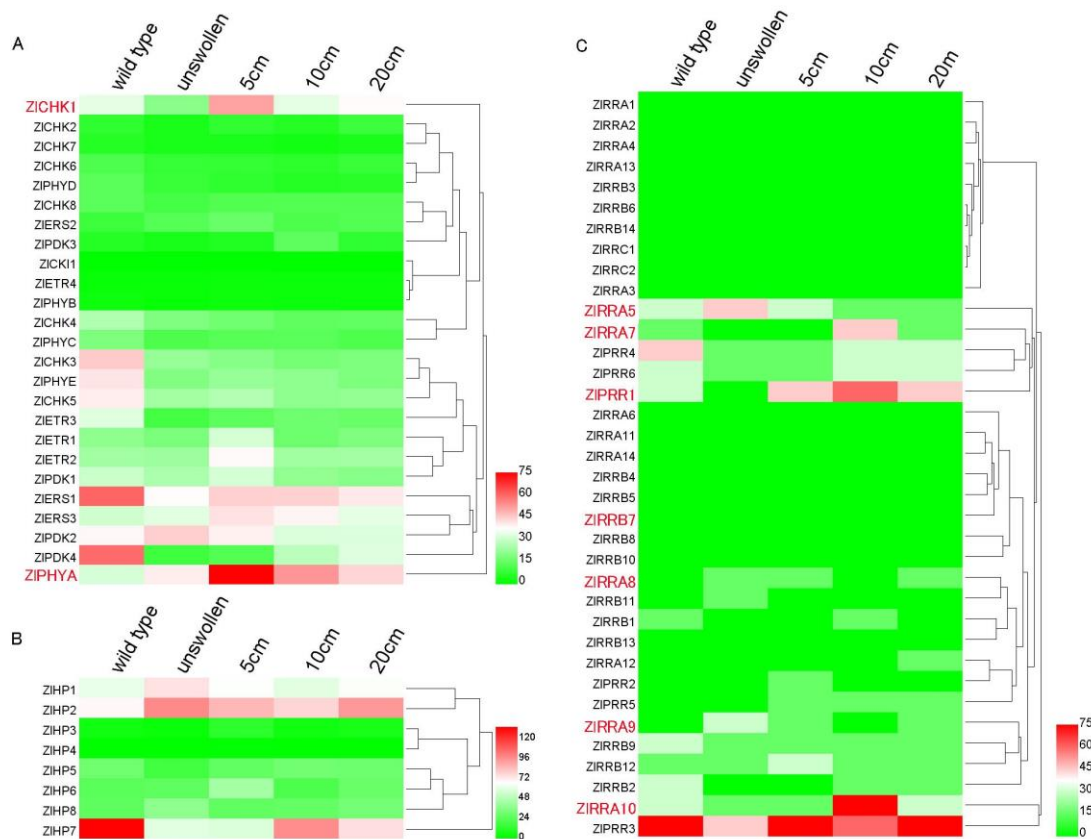 A
wild type unswollen 5cm 10cm 20cm
ZlCHK1
ZlCHK2
ZlCHK7
ZlCHK6
ZlPHYD
ZlCHK8
ZlERS2
ZlPDK3
ZlCKI1
ZlETR4
ZlPHYB
ZlCHK4
ZlPHYC
ZlCHK3
ZlPHYE
ZlCHK5
ZlETR3
ZlETR1
ZlETR2
ZlPDK1
ZlERS1
ZlERS3
ZlPDK2
ZlPDK4
ZlPHYA
75
60
45
30
15
0
B
wild type unswollen 5cm 10cm 20cm
ZlHP1
ZlHP2
ZlHP3
ZlHP4
ZlHP5
ZlHP6
ZlHP8
ZlHP7
120
96
72
48
24
0
C
wild type unswollen 5cm 10cm 20m
ZlRRA1
ZlRRA2
ZlRRA4
ZlRRA13
ZlRRB3
ZlRRB6
ZlRRB14
ZlRRC1
ZlRRC2
ZlRRA3
ZlRRA5
ZlRRA7
ZlPRR4
ZlPRR6
ZlPRR1
ZlRRA6
ZlRRA11
ZlRRA14
ZlRRB4
ZlRRB5
ZlRRB7
ZlRRB8
ZlRRB10
ZlRRA8
ZlRRB11
ZlRRB1
ZlRRB13
ZlRRA12
ZlPRR2
ZlPRR5
ZlRRA9
ZlRRB9
ZlRRB12
ZlRRB2
ZlRRA10
ZlPRR3
75
60
45
30
15
0